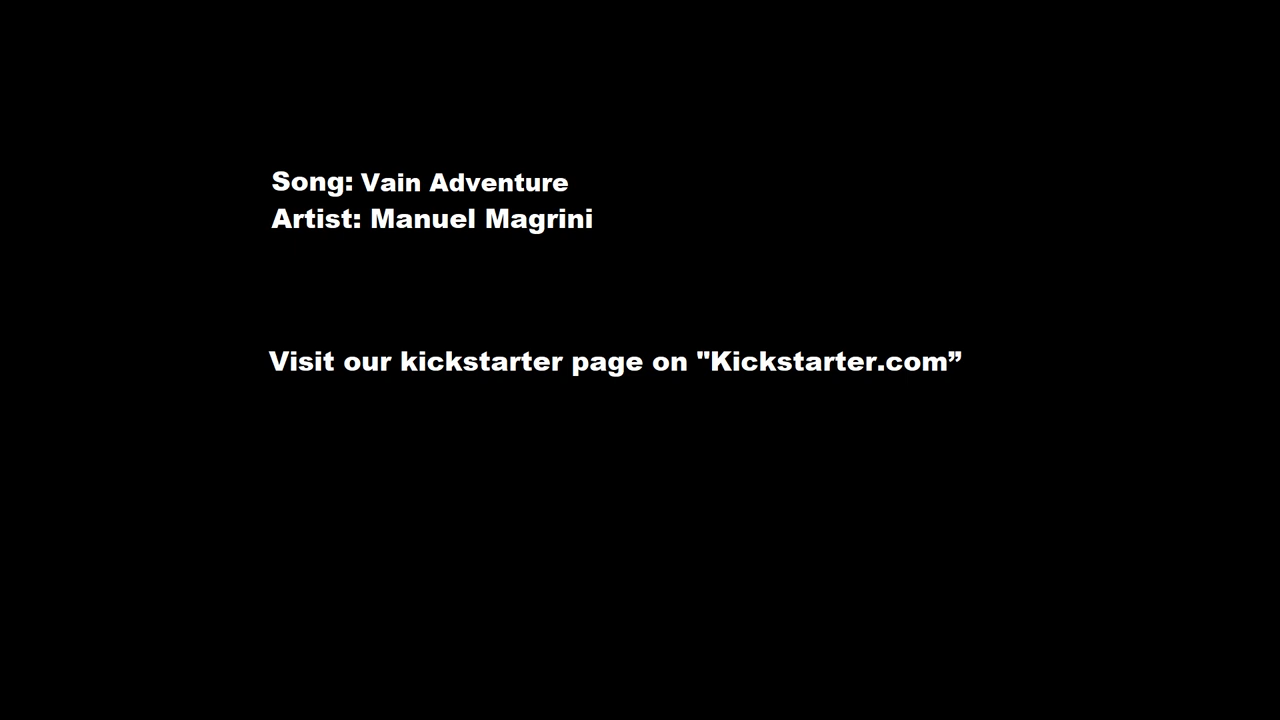 Song: Vain Adventure
Artist: Manuel Magrini
Visit our kickstarter page on "Kickstarter.com”